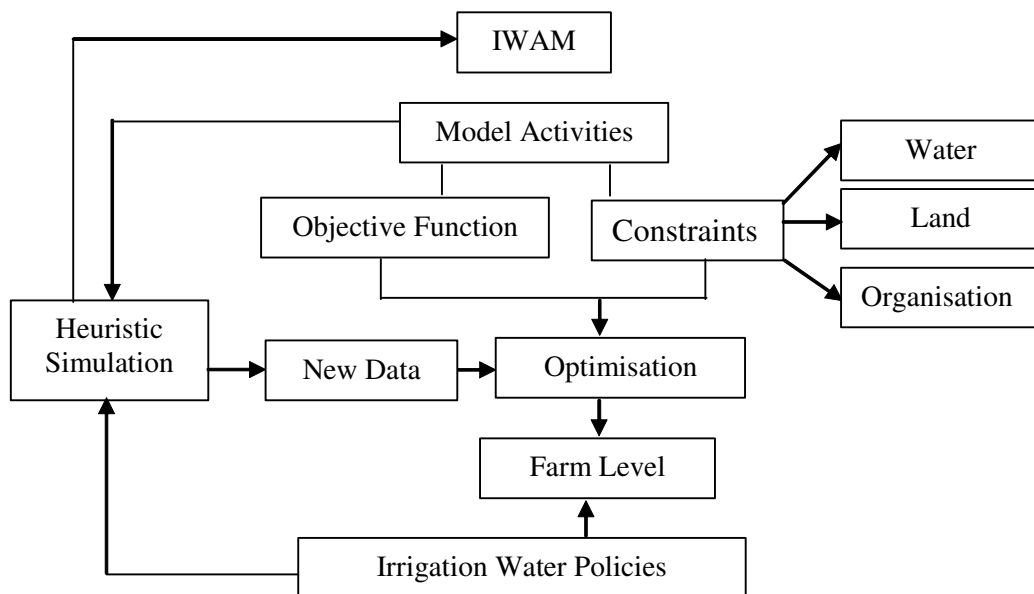 IWAM
Model Activities
Water
Objective Function
Constraints
Land
Organisation
Heuristic
Simulation
New Data
Optimisation
Farm Level
Irrigation Water Policies